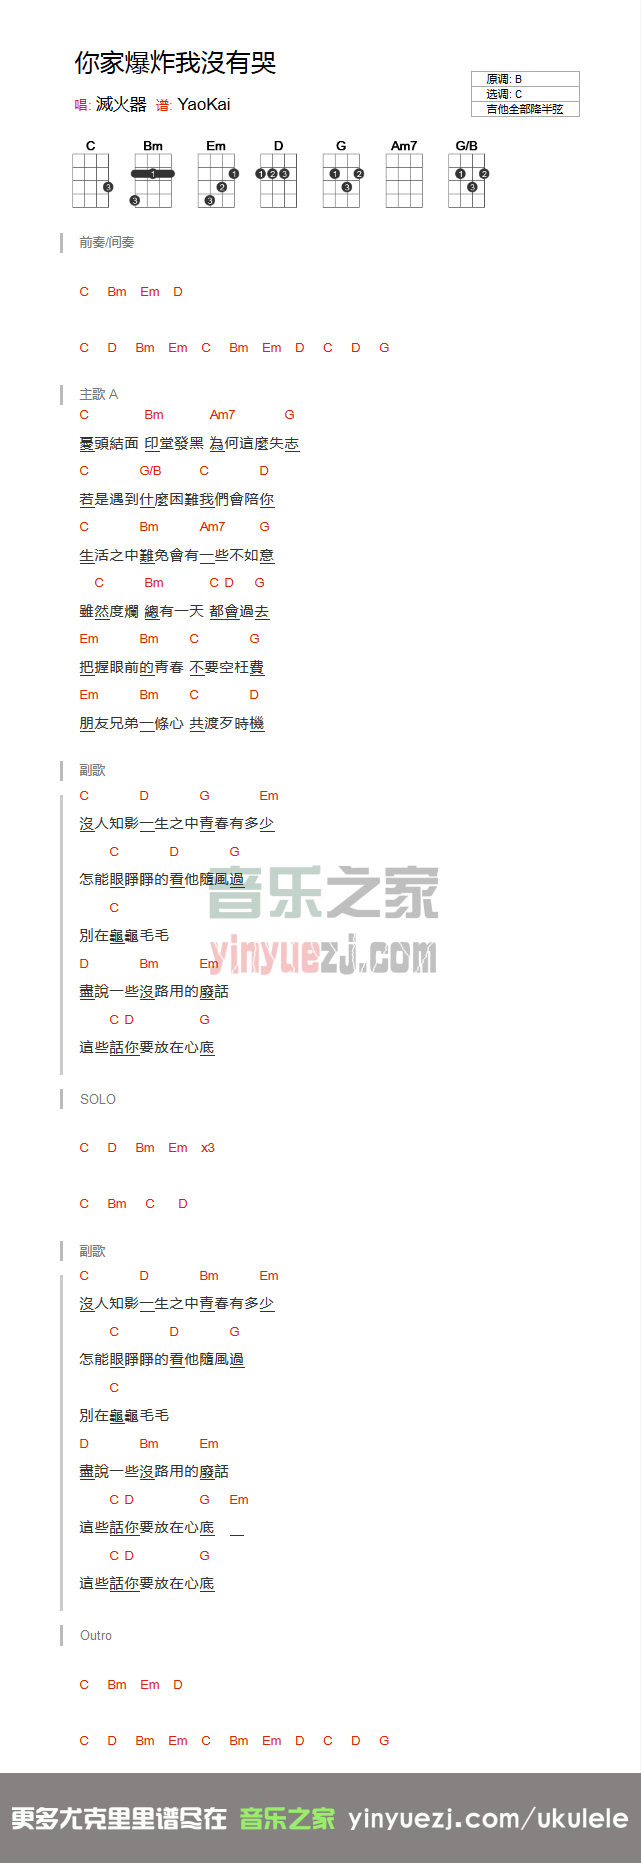 你家爆炸我沒有哭
唱: 滅火器 谱: YaoKai
原调: B
选调: C
吉他全部降半弦
C Bm Em D G Am7 G/B
前奏/间奏
C Bm Em D
C D Bm Em C Bm Em D C D G
主歌 A
C Bm Am7 G
憂頭結面 印堂發黑 為何這麼失志
C G/B C D
若是遇到什麼困難我們會陪你
C Bm Am7 G
生活之中難免會有一些不如意
C Bm C D G
雖然度爛 總有一天 都會過去
Em Bm C G
把握眼前的青春 不要空枉費
Em Bm C D
朋友兄弟一條心 共渡歹時機
副歌
C D G Em
沒人知影一生之中青春有多少
C D G
怎能眼睜睜的看他隨風過
C
別在龜龜毛毛
D Bm Em
盡說一些沒路用的廢話
C D G
這些話你要放在心底
音乐之家
yinyuezj.com
SOLO
C D Bm Em x3
C Bm C D
副歌
C D Bm Em
沒人知影一生之中青春有多少
C D G
怎能眼睜睜的看他隨風過
C
別在龜龜毛毛
D Bm Em
盡說一些沒路用的廢話
C D G Em
這些話你要放在心底
C D G
這些話你要放在心底
Outro
C Bm Em D
C D Bm Em C Bm Em D C D G
更多尤克里里谱尽在 音乐之家 yinyuezj.com/ukulele